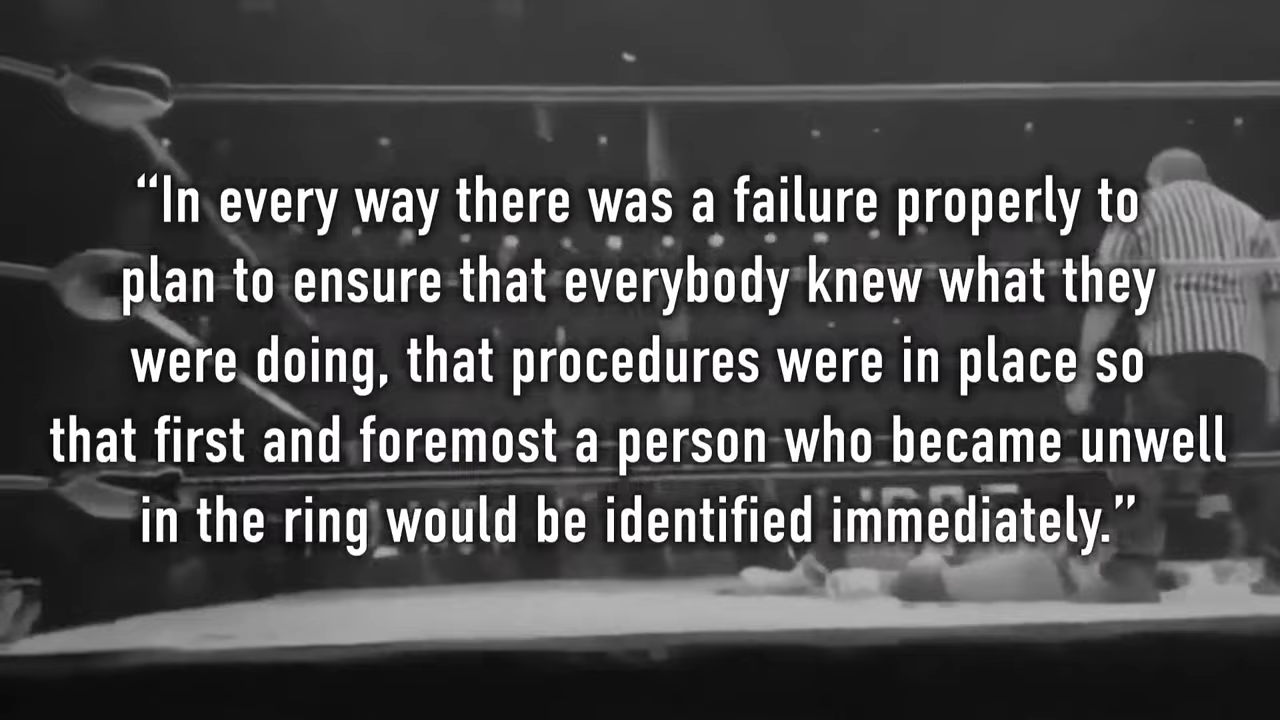 “In every way there was a failure properly to
plan to ensure that everybody knew what they
were doing, that procedures were in place so
that first and foremost a person who became unwell
in the ring would be identified immediately.”